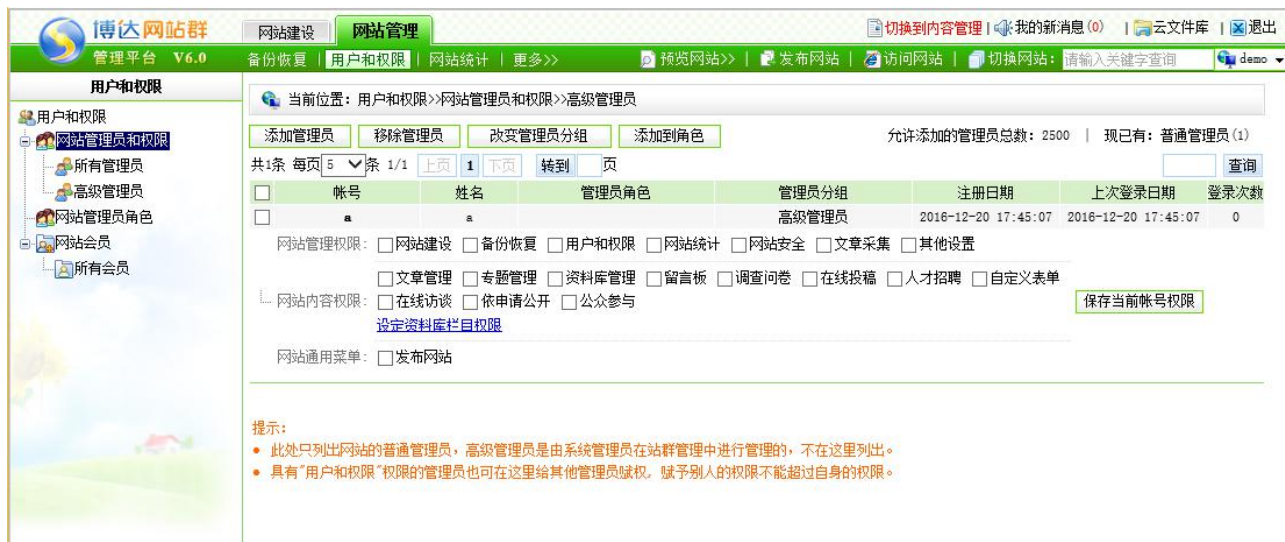 博达网站群
管理平台 V6.0
网站建设 网站管理
切换到内容管理 | 我的新消息(0) | 云文件库 | 退出
备份恢复 | 用户和权限 | 网站统计 | 更多>>
预览网站>> | 发布网站 | 访问网站 | 切换网站: 请输入关键字查询 demo
用户和权限
用户和权限
网站管理员和权限
所有管理员
高级管理员
网站管理员角色
网站会员
所有会员
当前位置: 用户和权限>>网站管理员和权限>>高级管理员
添加管理员 移除管理员 改变管理员分组 添加到角色 允许添加的管理员总数: 2500 | 现已有: 普通管理员(1)
共1条 每页 5 条 1/1 上页 1 下页 转到 页 查询
帐号 姓名 管理员角色 管理员分组 注册日期 上次登录日期 登录次数
a a 高级管理员 2016-12-20 17:45:07 2016-12-20 17:45:07 0
网站管理权限: 网站建设 备份恢复 用户和权限 网站统计 网站安全 文章采集 其他设置
文章管理 专题管理 资料库管理 留言板 调查问卷 在线投稿 人才招聘 自定义表单
网站内容权限: 在线访谈 依申请公开 公众参与 保存当前帐号权限
设定资料库栏目权限
网站通用菜单: 发布网站
提示:
● 此处只列出网站的普通管理员，高级管理员是由系统管理员在站群管理中进行管理的，不在这里列出。
● 具有"用户和权限"权限的管理员也可在这里给其他管理员赋权，赋予别人的权限不能超过自身的权限。